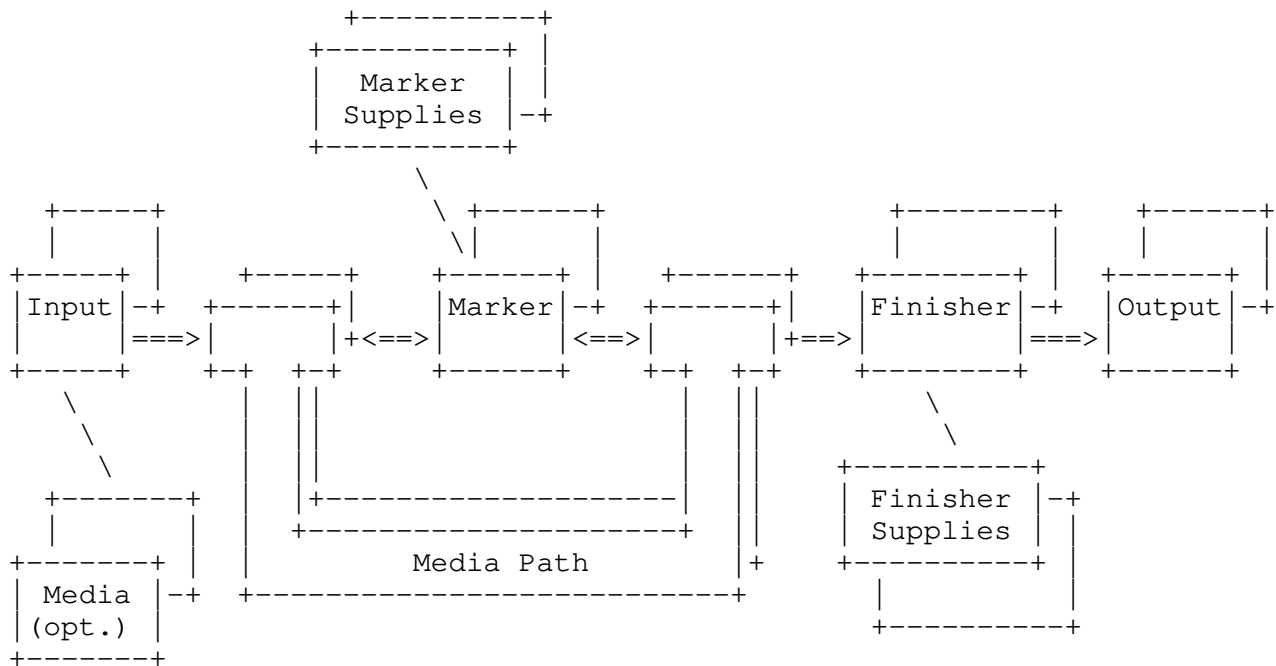 Marker
Supplies
Input
Marker
Finisher
Output
Finisher
Supplies
Media Path
Media
(opt.)